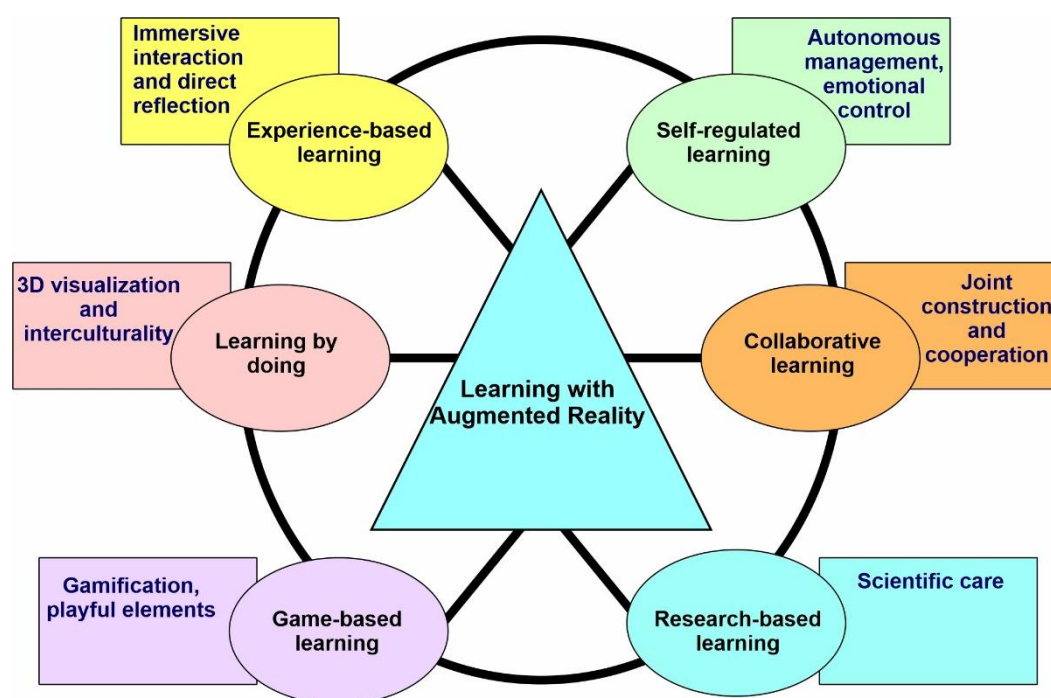 Immersive
interaction
and direct
reflection
Experience-based
learning
Autonomous
management,
emotional
control
Self-regulated
learning
3D visualization
and
interculturality
Learning by
doing
Joint
construction
and
cooperation
Collaborative
learning
Learning with
Augmented Reality
Gamification,
playful elements
Game-based
learning
Scientific care
Research-based
learning